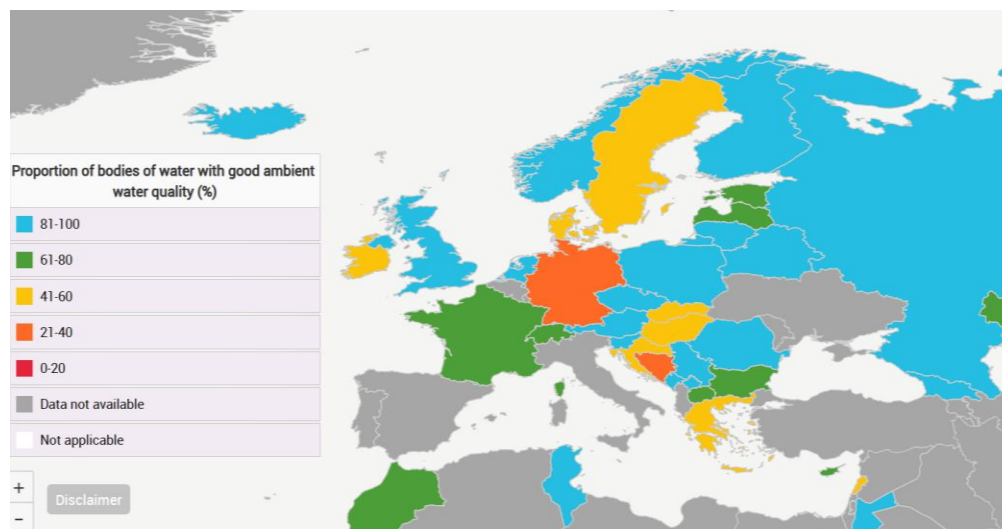 Proportion of bodies of water with good ambient
water quality (%)
81-100
61-80
41-60
21-40
0-20
Data not available
Not applicable
+
Disclaimer
−